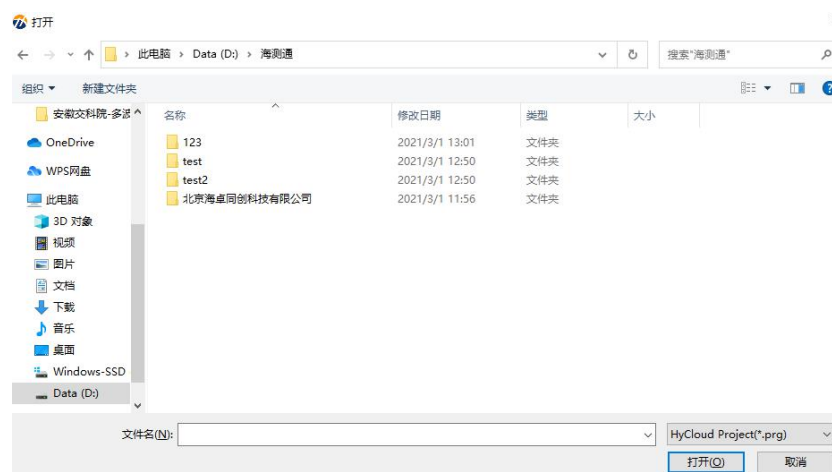 打开
此电脑 › Data (D:) › 海测通
搜索"海测通"
组织 新建文件夹
名称 修改日期 类型 大小
安徽交科院-多波
OneDrive
WPS网盘
此电脑
3D 对象
视频
图片
文档
下载
音乐
桌面
Windows-SSD
Data (D:)
123 2021/3/1 13:01 文件夹
test 2021/3/1 12:50 文件夹
test2 2021/3/1 12:50 文件夹
北京海卓同创科技有限公司 2021/3/1 11:56 文件夹
文件名(N):
HyCloud Project(*.prg)
打开(O) 取消